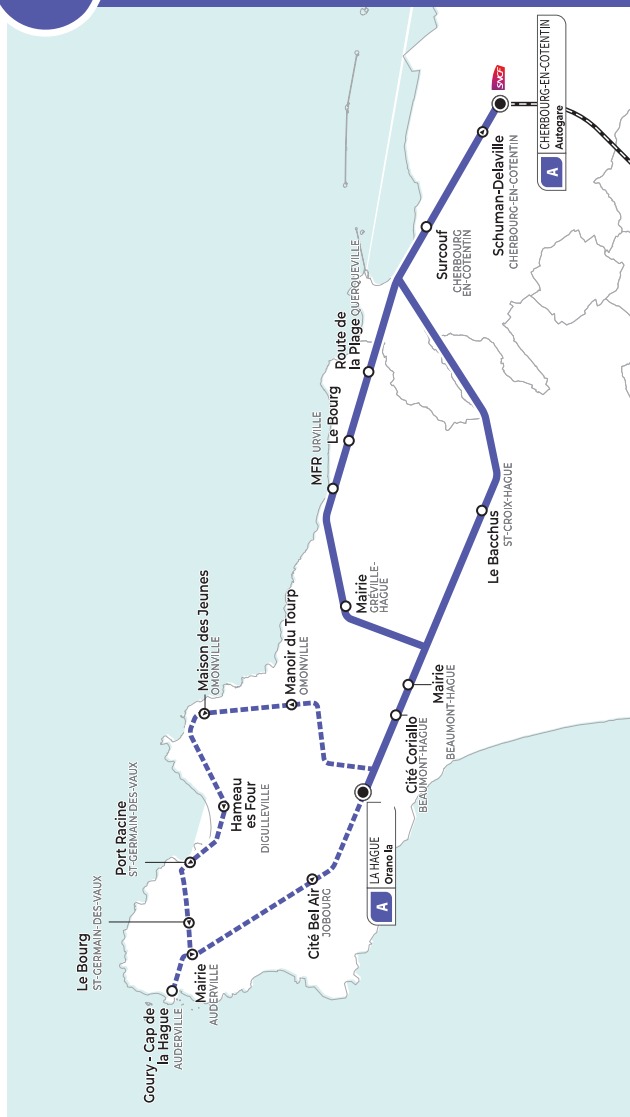 SNCF
A
CHERBOURG-EN-COTENTIN
Autogare
Schuman-Delaville
CHERBOURG-EN-COTENTIN
Surcouf
CHERBOURG
EN-COTENTIN
Route de
la Plage QUERQUEVILLE
Le Bourg
MFR URVILLE
Mairie
GRÉVILLE-
HAGUE
Le Bacchus
ST-CROIX-HAGUE
Mairie
BEAUMONT-HAGUE
Cité Coriallo
BEAUMONT-HAGUE
A
LA HAGUE
Orano la
Manoir du Tourp
OMONVILLE
Maison des Jeunes
OMONVILLE
Hameau
es Four
DIGULLEVILLE
Port Racine
ST-GERMAIN-DES-VAUX
Le Bourg
ST-GERMAIN-DES-VAUX
Cité Bel Air
JOBOURG
Mairie
AUDERVILLE
Goury - Cap de
la Hague
AUDERVILLE